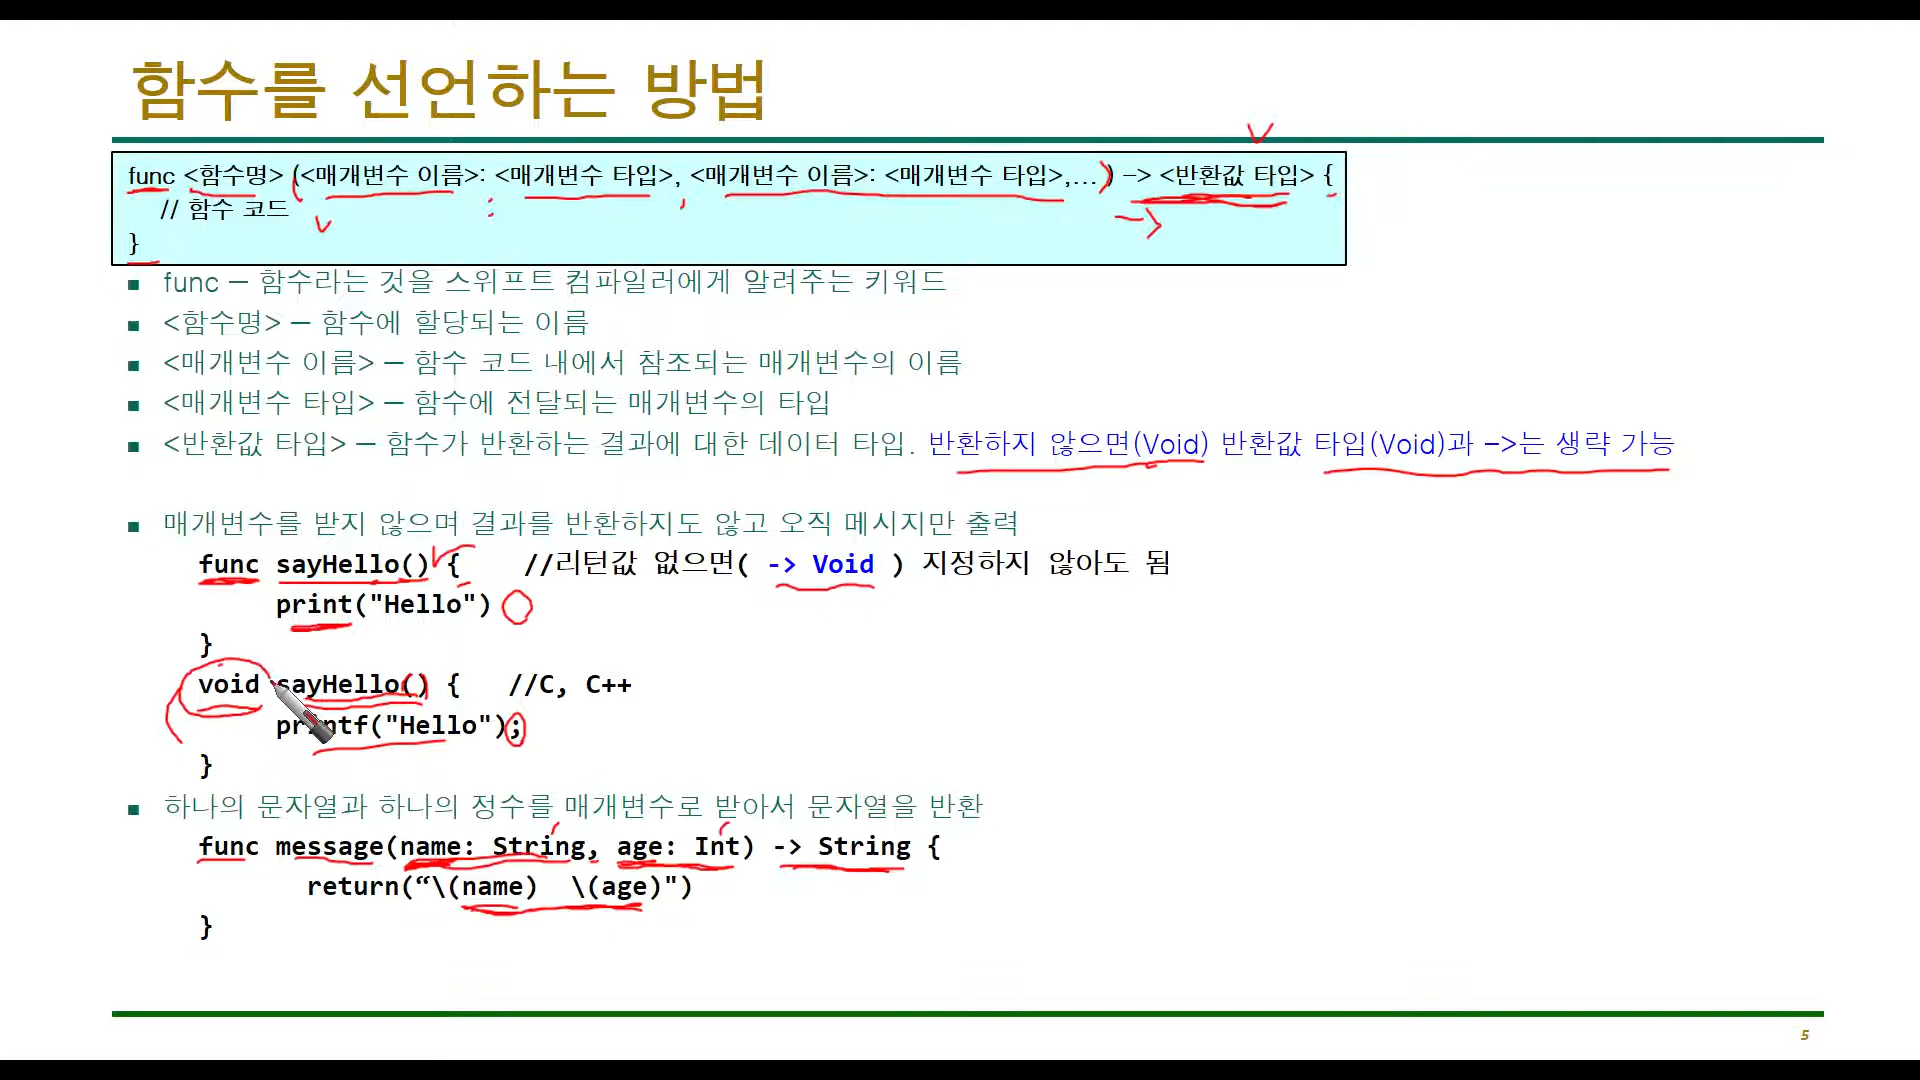 함수를 선언하는 방법
func <함수명> (<매개변수 이름>: <매개변수 타입>, <매개변수 이름>: <매개변수 타입>,… ) –> <반환값 타입> {
// 함수 코드
}
▪ func – 함수라는 것을 스위프트 컴파일러에게 알려주는 키워드
▪ <함수명> – 함수에 할당되는 이름
▪ <매개변수 이름> – 함수 코드 내에서 참조되는 매개변수의 이름
▪ <매개변수 타입> – 함수에 전달되는 매개변수의 타입
▪ <반환값 타입> – 함수가 반환하는 결과에 대한 데이터 타입. 반환하지 않으면(Void) 반환값 타입(Void)과 –>는 생략 가능
▪ 매개변수를 받지 않으며 결과를 반환하지도 않고 오직 메시지만 출력
func sayHello() { //리턴값 없으면( -> Void ) 지정하지 않아도 됨
print("Hello")
}
void sayHello() { //C, C++
printf("Hello");
}
▪ 하나의 문자열과 하나의 정수를 매개변수로 받아서 문자열을 반환
func message(name: String, age: Int) -> String {
return(“\(name) \(age)")
}
5